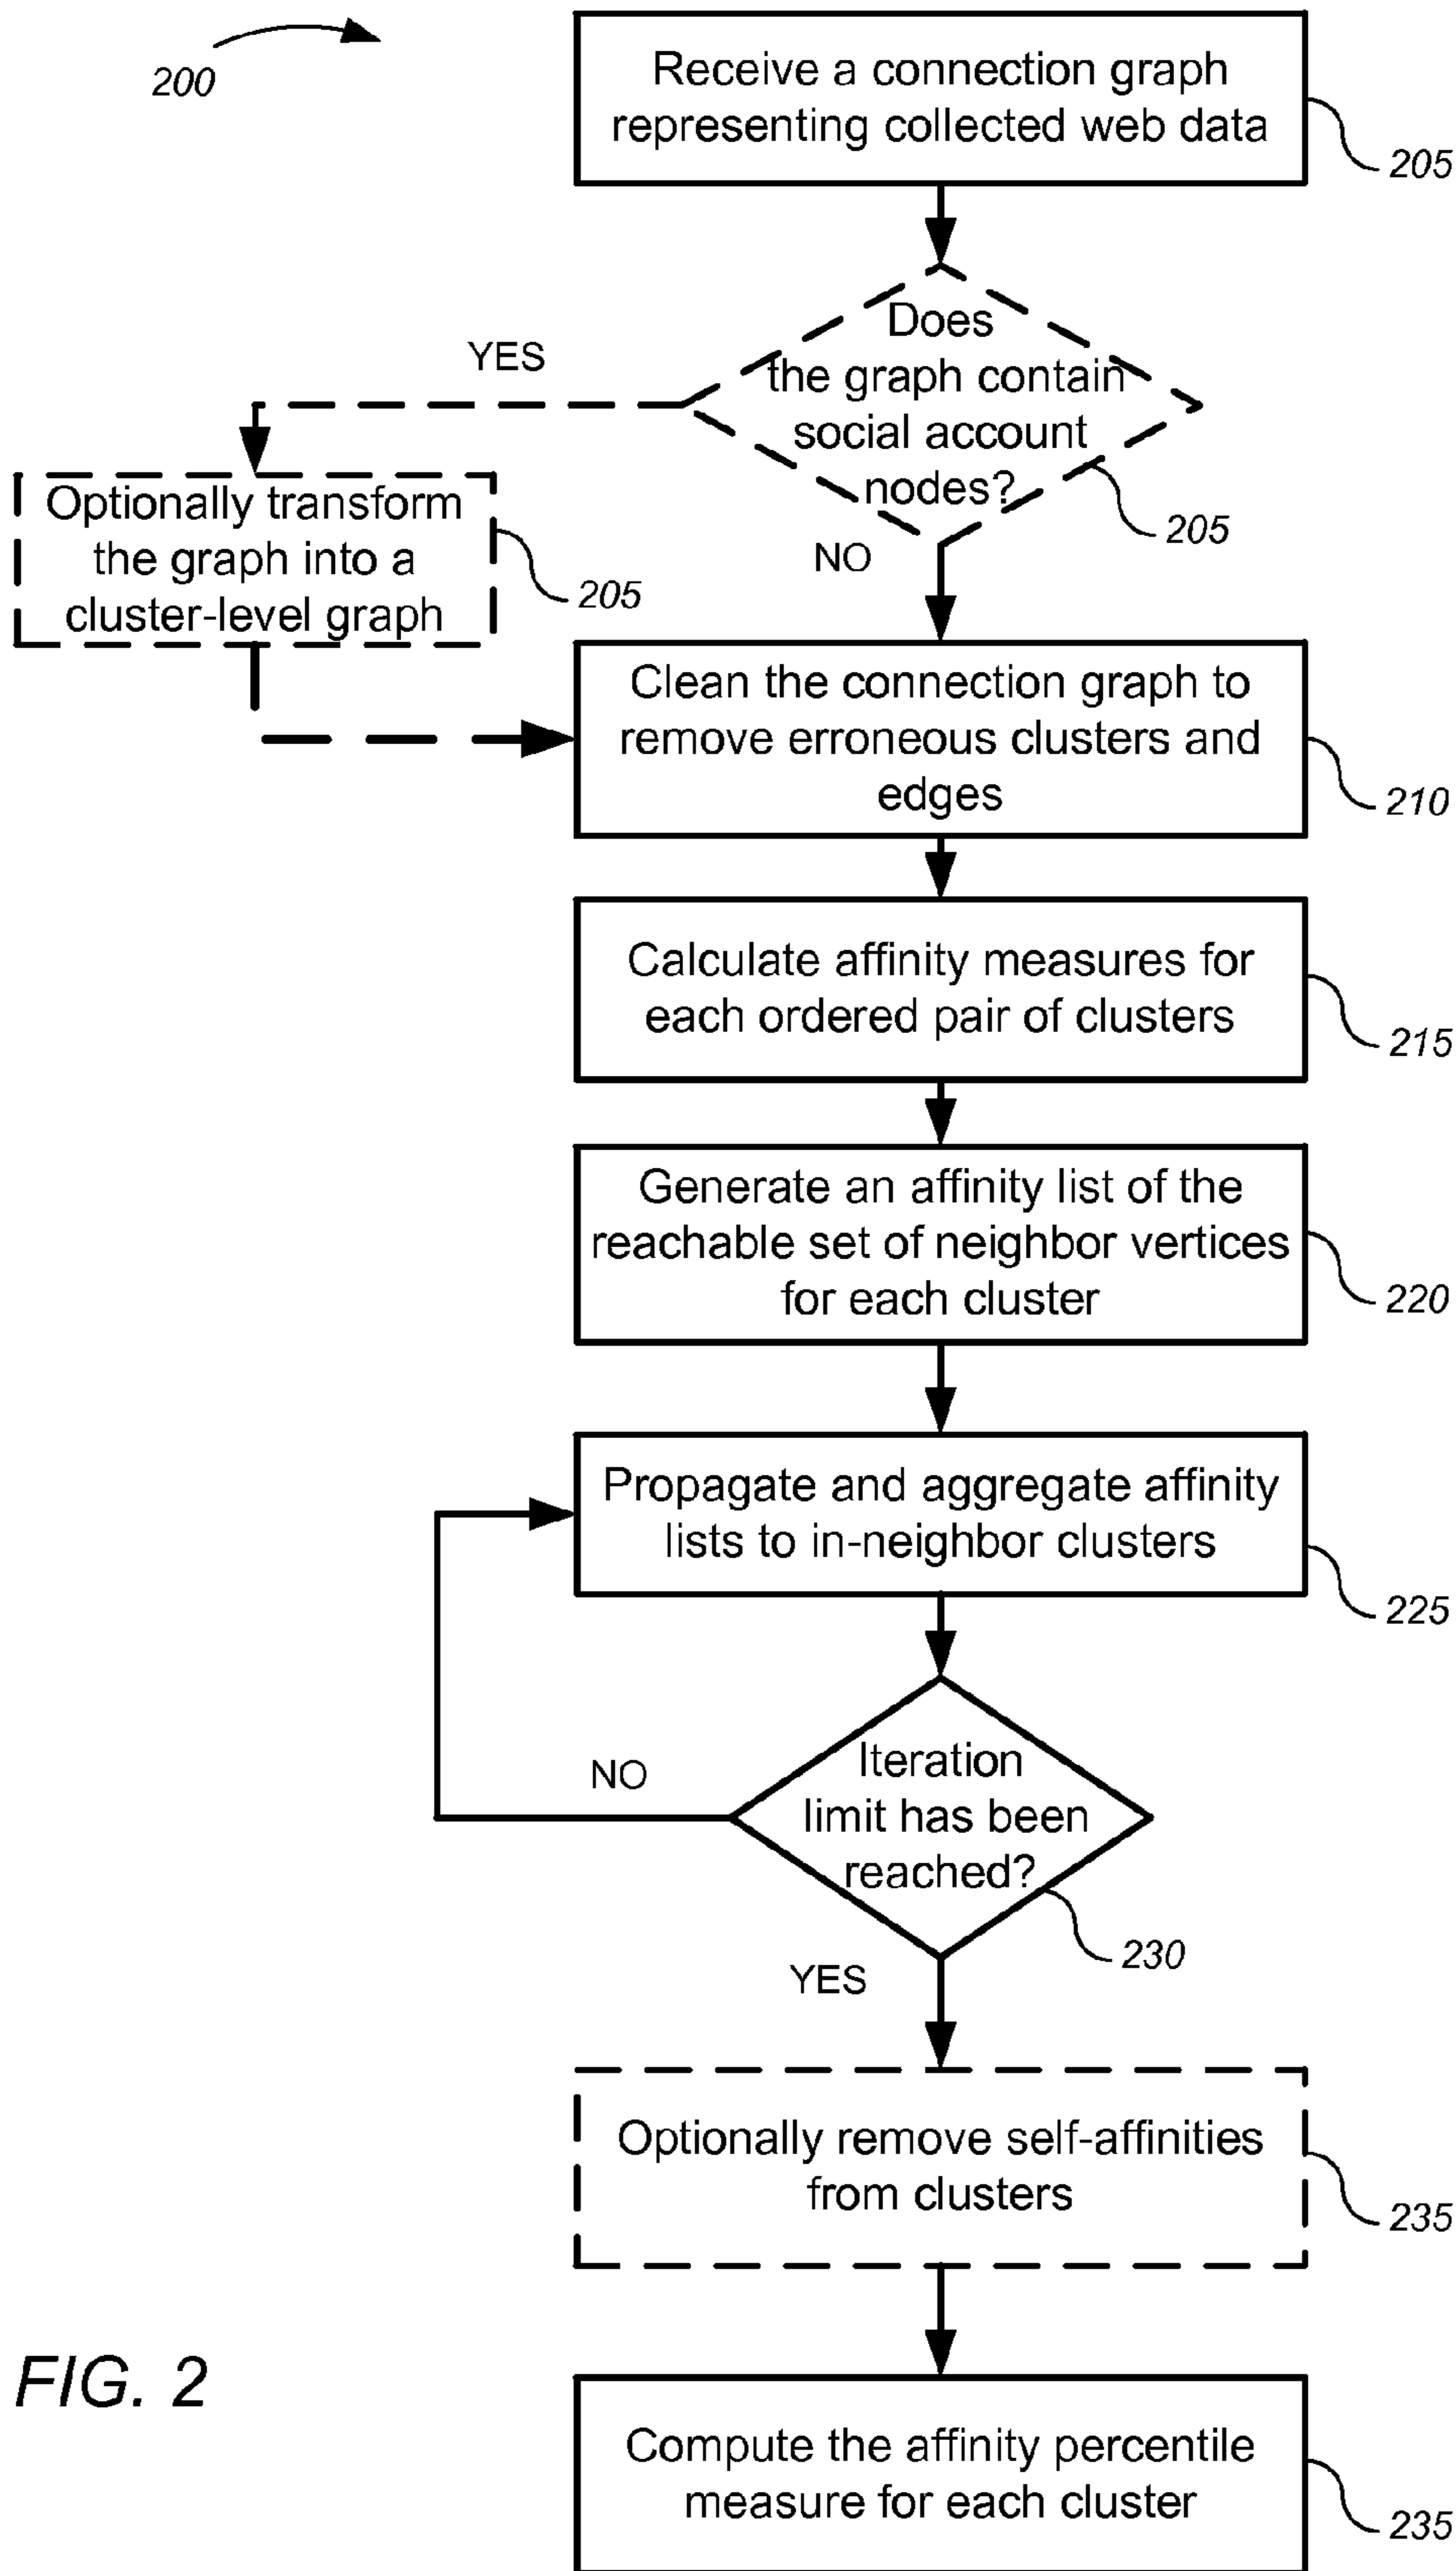 200
Receive a connection graph
representing collected web data
205
Does
the graph contain
social account
nodes?
205
YES
NO
Optionally transform
the graph into a
cluster-level graph
205
Clean the connection graph to
remove erroneous clusters and
edges
210
Calculate affinity measures for
each ordered pair of clusters
215
Generate an affinity list of the
reachable set of neighbor vertices
for each cluster
220
Propagate and aggregate affinity
lists to in-neighbor clusters
225
Iteration
limit has been
reached?
230
NO
YES
Optionally remove self-affinities
from clusters
235
Compute the affinity percentile
measure for each cluster
235
FIG. 2